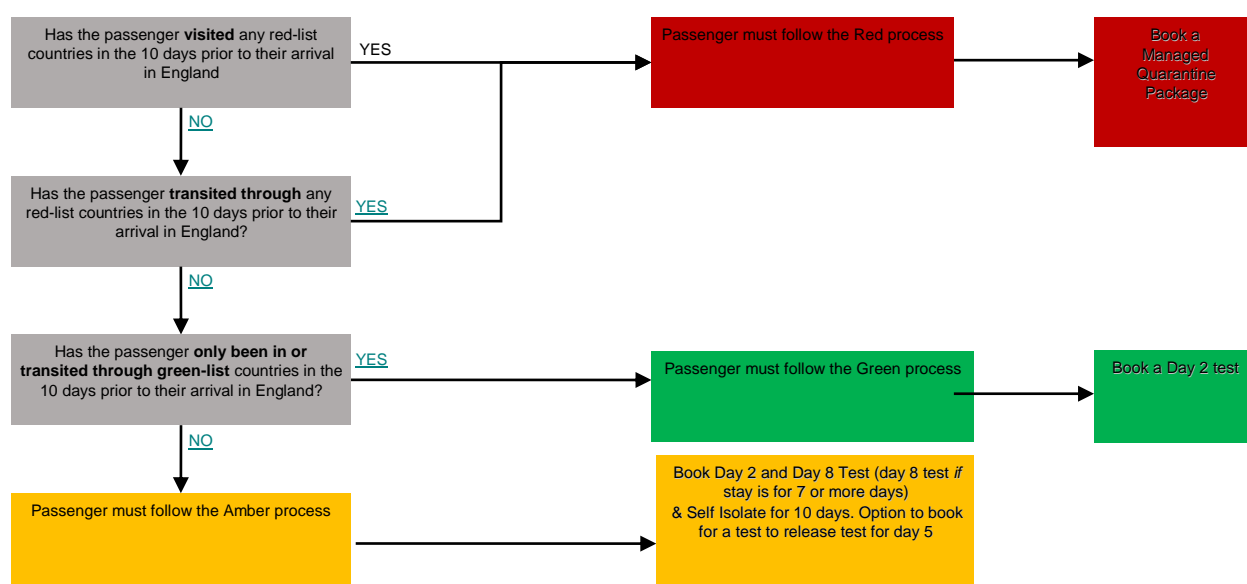 Has the passenger visited any red-list
countries in the 10 days prior to their arrival
in England
YES
Passenger must follow the Red process
Book a
Managed
Quarantine
Package
NO
Has the passenger transited through any
red-list countries in the 10 days prior to their
arrival in England?
YES
NO
Has the passenger only been in or
transited through green-list countries in the
10 days prior to their arrival in England?
YES
Passenger must follow the Green process
Book a Day 2 test
NO
Passenger must follow the Amber process
Book Day 2 and Day 8 Test (day 8 test if
stay is for 7 or more days)
& Self Isolate for 10 days. Option to book
for a test to release test for day 5